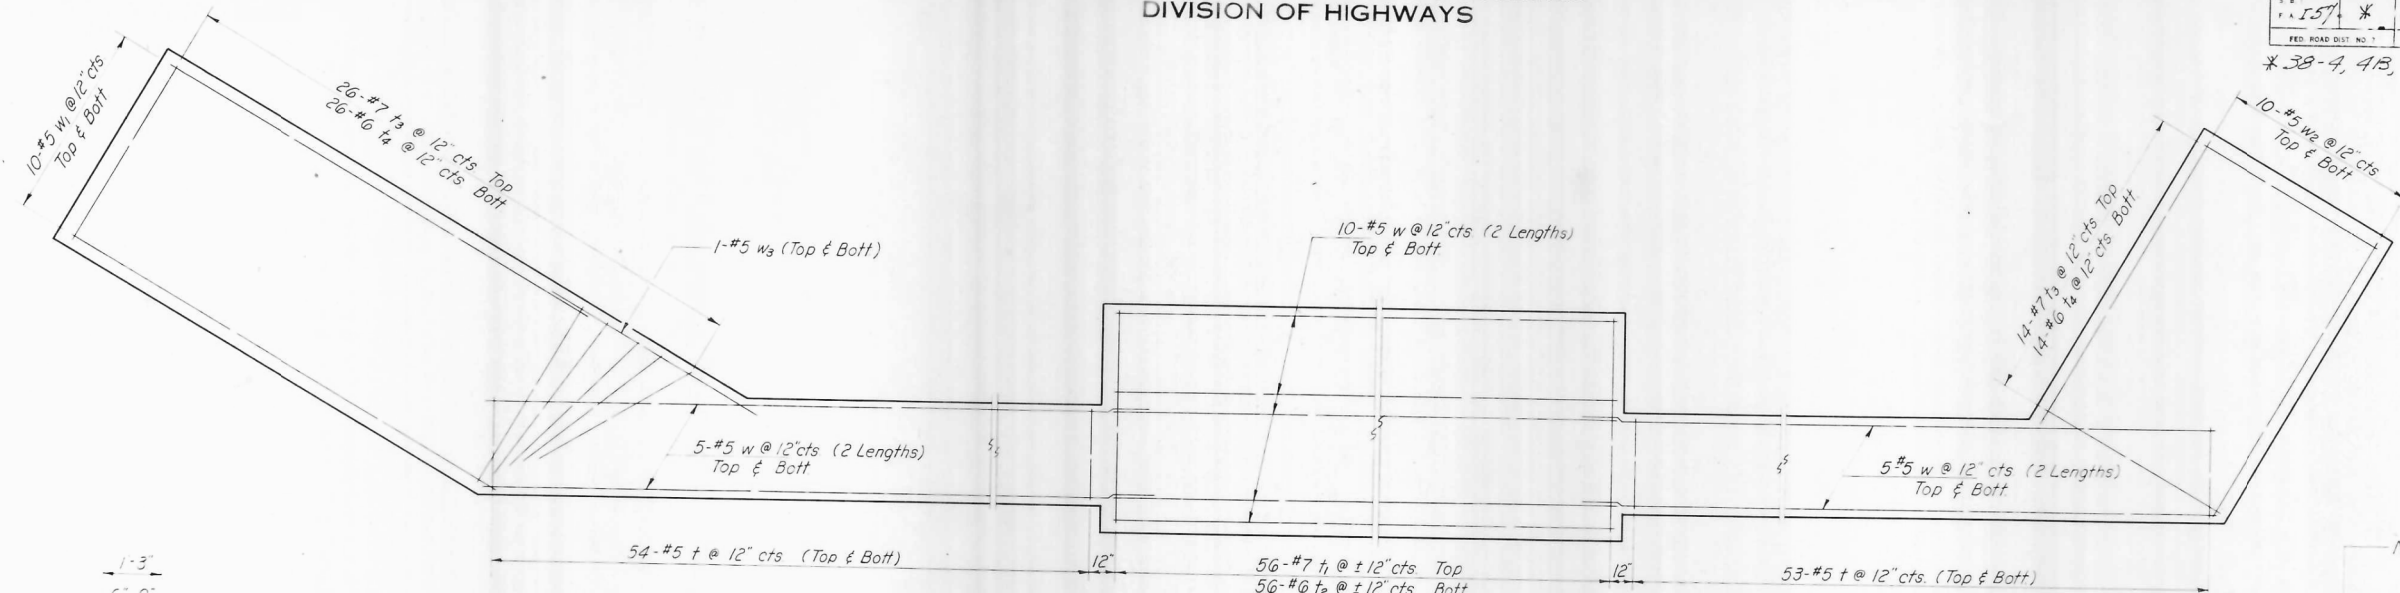 DIVISION OF HIGHWAYS
F.A. I 57 *
FED. ROAD DIST. NO. 7
* 38-4, 4B,
10-#5 w₁ @ 12" cts
Top & Bott
26-#7 t₃ @ 12" cts Top
26-#6 t₄ @ 12" cts Bott
1-#5 w₃ (Top & Bott)
10-#5 w @ 12" cts. (2 Lengths)
Top & Bott.
14-#7 t₃ @ 12" cts Top
14-#6 t₄ @ 12" cts Bott
10-#5 w₂ @ 12" cts
Top & Bott
5-#5 w @ 12" cts. (2 Lengths)
Top & Bott
5-#5 w @ 12" cts. (2 Lengths)
Top & Bott.
1'-3"
54-#5 t @ 12" cts. (Top & Bott)
12"
56-#7 t₁ @ ± 12" cts. Top
56-#6 t₂ @ ± 12" cts. Bott
12"
53-#5 t @ 12" cts. (Top & Bott.)